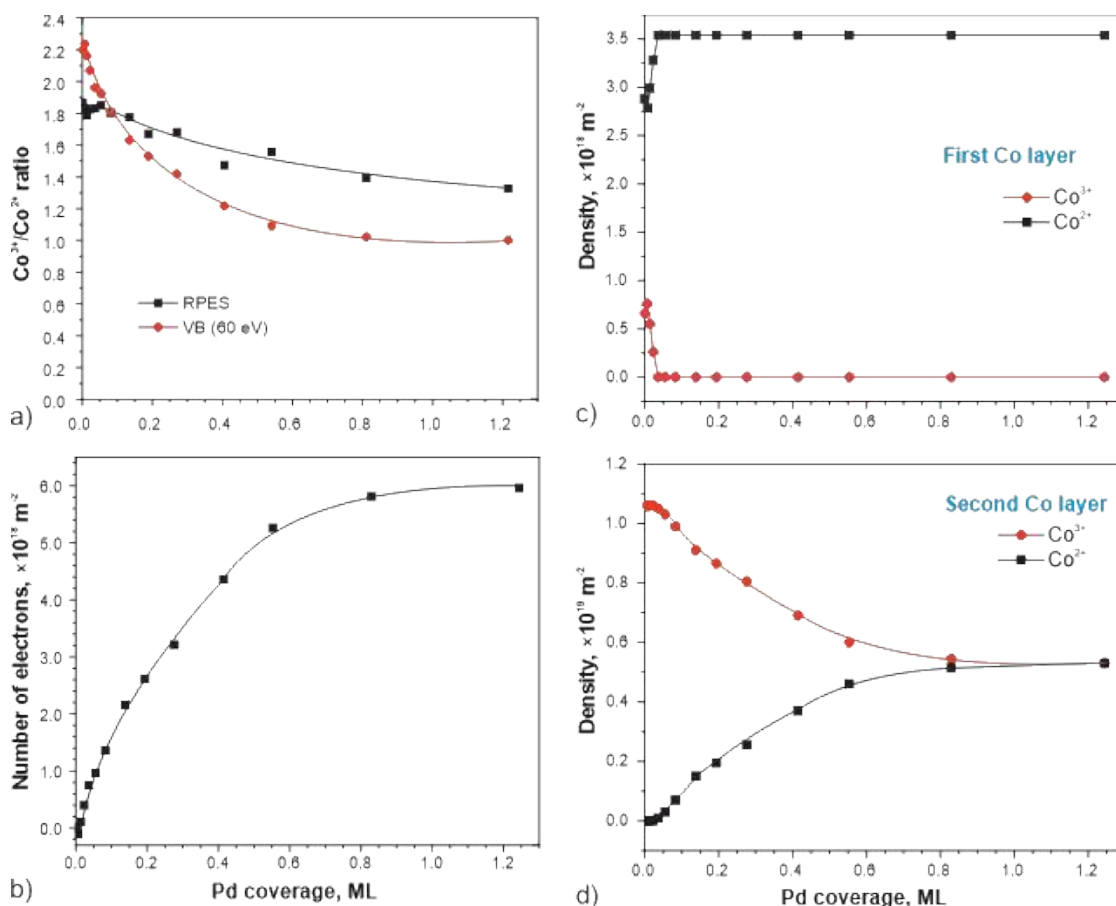 2.4
2.2
2.0
1.8
1.6
1.4
1.2
1.0
0.8
0.6
0.4
0.2
0.0
Co³⁺/Co²⁺ ratio
RPES
VB (60 eV)
0.0 0.2 0.4 0.6 0.8 1.0 1.2
a)
3.5
3.0
2.5
2.0
1.5
1.0
0.5
0.0
Density, ×10¹⁸ m⁻²
First Co layer
Co³⁺
Co²⁺
0.0 0.2 0.4 0.6 0.8 1.0 1.2
c)
6.0
5.0
4.0
3.0
2.0
1.0
0.0
Number of electrons, ×10¹⁸ m⁻²
0.0 0.2 0.4 0.6 0.8 1.0 1.2
Pd coverage, ML
b)
1.2
1.0
0.8
0.6
0.4
0.2
0.0
Density, ×10¹⁹ m⁻²
Second Co layer
Co³⁺
Co²⁺
0.0 0.2 0.4 0.6 0.8 1.0 1.2
Pd coverage, ML
d)